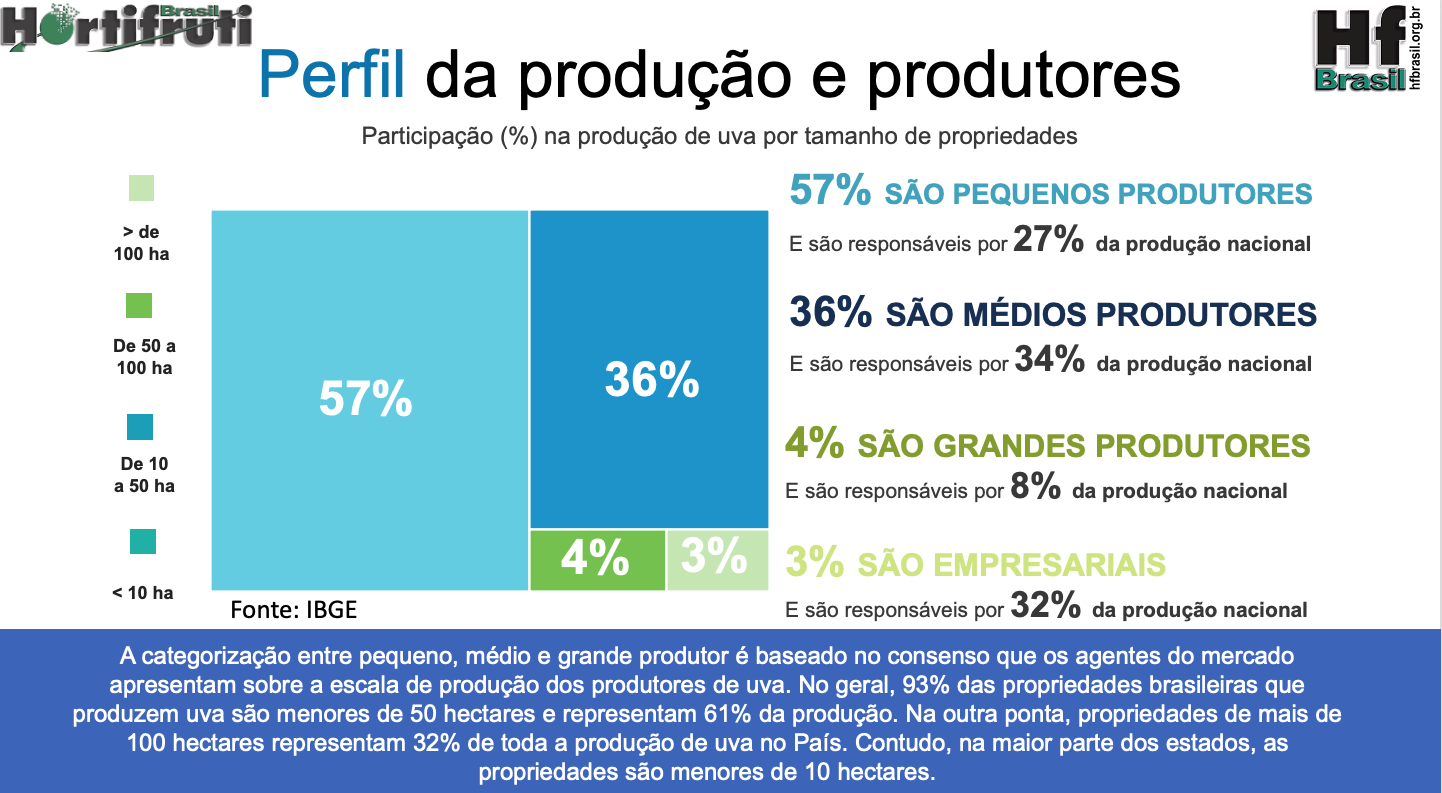 Hortifruti
Brasil
Hf
Brasil
hfbrasil.org.br
Perfil da produção e produtores
Participação (%) na produção de uva por tamanho de propriedades
> de
100 ha
De 50 a
100 ha
De 10
a 50 ha
< 10 ha
57%
36%
4%
3%
Fonte: IBGE
57% SÃO PEQUENOS PRODUTORES
E são responsáveis por 27% da produção nacional
36% SÃO MÉDIOS PRODUTORES
E são responsáveis por 34% da produção nacional
4% SÃO GRANDES PRODUTORES
E são responsáveis por 8% da produção nacional
3% SÃO EMPRESARIAIS
E são responsáveis por 32% da produção nacional
A categorização entre pequeno, médio e grande produtor é baseado no consenso que os agentes do mercado
apresentam sobre a escala de produção dos produtores de uva. No geral, 93% das propriedades brasileiras que
produzem uva são menores de 50 hectares e representam 61% da produção. Na outra ponta, propriedades de mais de
100 hectares representam 32% de toda a produção de uva no País. Contudo, na maior parte dos estados, as
propriedades são menores de 10 hectares.